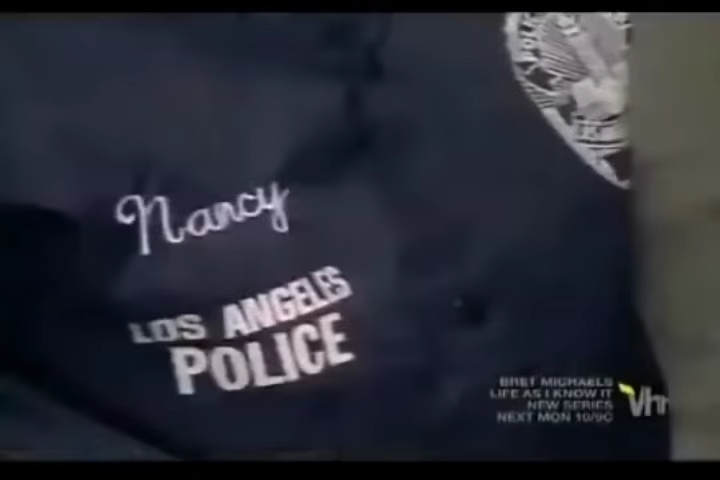 Nancy
LOS ANGELES
POLICE
BRET MICHAELS
LIFE AS I KNOW IT
NEW SERIES
NEXT MON 10/9C
Vh1